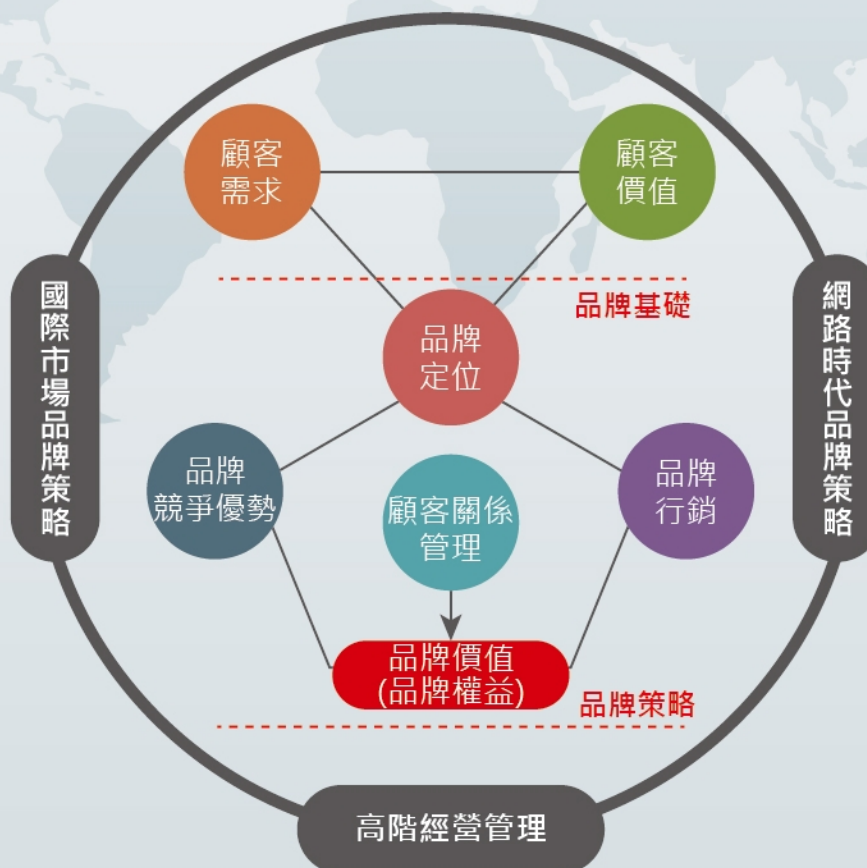 顧客
需求
顧客
價值
品牌基礎
品牌
定位
國際市場品牌策略
網路時代品牌策略
品牌
競爭優勢
顧客關係
管理
品牌
行銷
品牌價值
(品牌權益)
品牌策略
高階經營管理